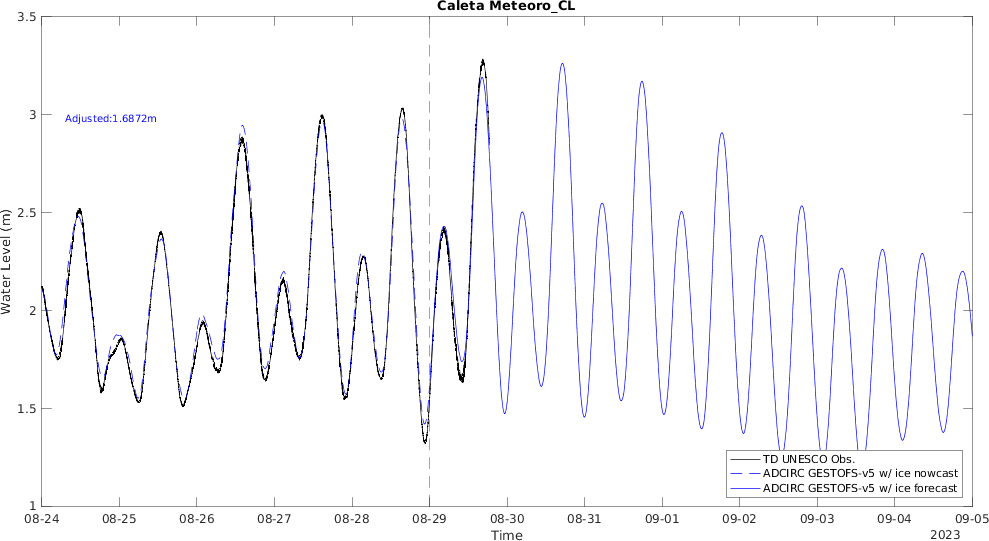 Caleta Meteoro_CL
3.5
3
2.5
2
1.5
1
Water Level (m)
Adjusted:1.6872m
TD UNESCO Obs.
ADCIRC GESTOFS-v5 w/ ice nowcast
ADCIRC GESTOFS-v5 w/ ice forecast
08-24 08-25 08-26 08-27 08-28 08-29 08-30 08-31 09-01 09-02 09-03 09-04 09-05
Time
2023